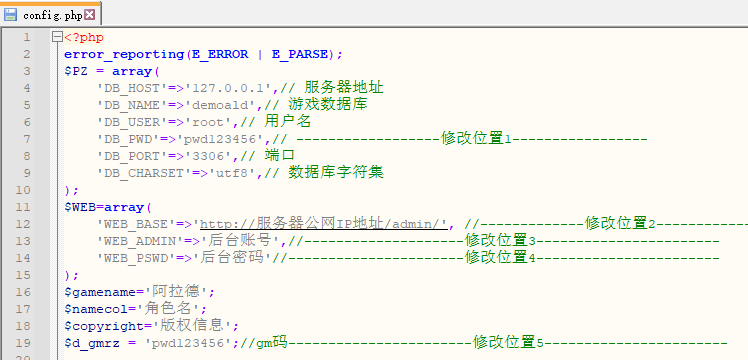 config.php
1 <?php
2 error_reporting(E_ERROR | E_PARSE);
3 $PZ = array(
4 'DB_HOST'=>'127.0.0.1',// 服务器地址
5 'DB_NAME'=>'demoald',// 游戏数据库
6 'DB_USER'=>'root',// 用户名
7 'DB_PWD'=>'pwd123456',// -------------------修改位置1------------------
8 'DB_PORT'=>'3306',// 端口
9 'DB_CHARSET'=>'utf8',// 数据库字符集
10 );
11 $WEB=array(
12 'WEB_BASE'=>'http://服务器公网IP地址/admin/', //--------------修改位置2-------------
13 'WEB_ADMIN'=>'后台账号',//---------------------修改位置3---------------------
14 'WEB_PSWD'=>'后台密码'//-----------------------修改位置4---------------------
15 );
16 $gamename='阿拉德';
17 $namecol='角色名';
18 $copyright='版权信息';
19 $d_gmrz = 'pwd123456';//gm码------------------------修改位置5---------------------